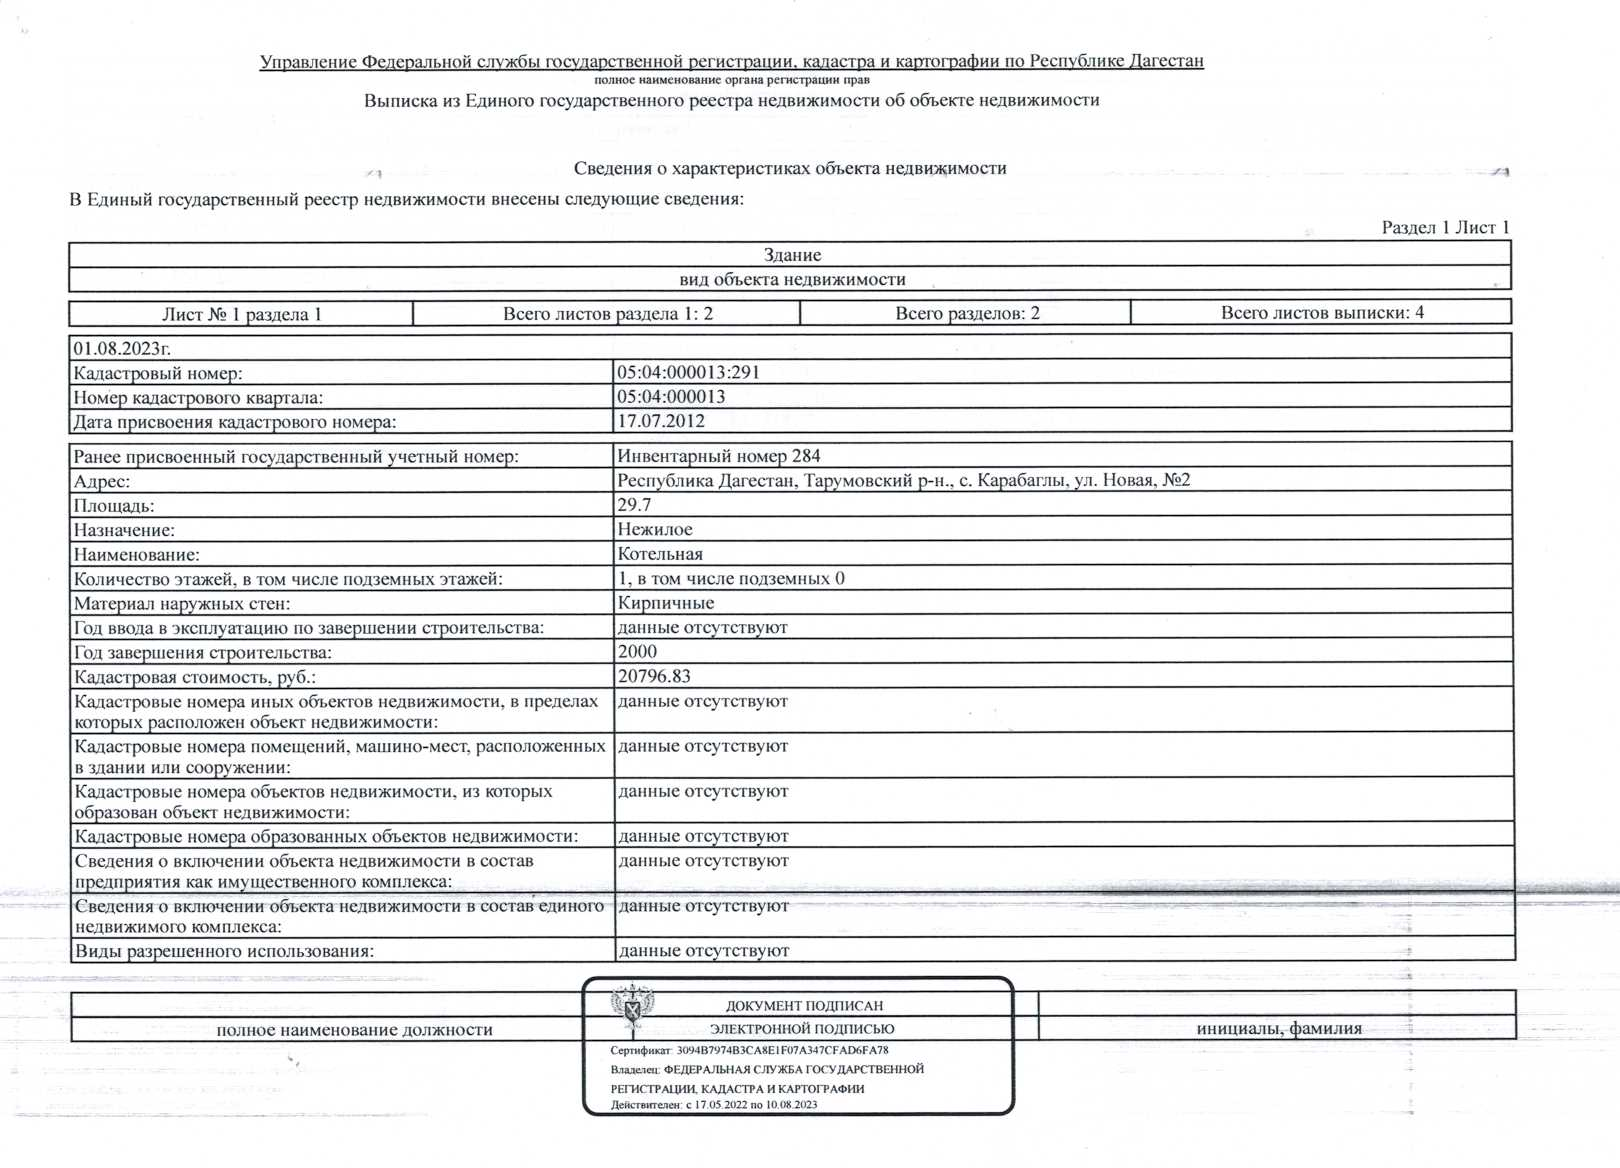 Управление Федеральной службы государственной регистрации, кадастра и картографии по Республике Дагестан
полное наименование органа регистрации прав
Выписка из Единого государственного реестра недвижимости об объекте недвижимости
Сведения о характеристиках объекта недвижимости
В Единый государственный реестр недвижимости внесены следующие сведения:
Раздел 1 Лист 1
Здание
вид объекта недвижимости
Лист № 1 раздела 1 Всего листов раздела 1: 2 Всего разделов: 2 Всего листов выписки: 4
01.08.2023г.
Кадастровый номер: 05:04:000013:291
Номер кадастрового квартала: 05:04:000013
Дата присвоения кадастрового номера: 17.07.2012
Ранее присвоенный государственный учетный номер: Инвентарный номер 284
Адрес: Республика Дагестан, Тарумовский р-н., с. Карабаглы, ул. Новая, №2
Площадь: 29.7
Назначение: Нежилое
Наименование: Котельная
Количество этажей, в том числе подземных этажей: 1, в том числе подземных 0
Материал наружных стен: Кирпичные
Год ввода в эксплуатацию по завершении строительства: данные отсутствуют
Год завершения строительства: 2000
Кадастровая стоимость, руб.: 20796.83
Кадастровые номера иных объектов недвижимости, в пределах данные отсутствуют
которых расположен объект недвижимости:
Кадастровые номера помещений, машино-мест, расположенных данные отсутствуют
в здании или сооружении:
Кадастровые номера объектов недвижимости, из которых данные отсутствуют
образован объект недвижимости:
Кадастровые номера образованных объектов недвижимости: данные отсутствуют
Сведения о включении объекта недвижимости в состав данные отсутствуют
предприятия как имущественного комплекса:
Сведения о включении объекта недвижимости в состав единого данные отсутствуют
недвижимого комплекса:
Виды разрешенного использования: данные отсутствуют
ДОКУМЕНТ ПОДПИСАН
полное наименование должности ЭЛЕКТРОННОЙ ПОДПИСЬЮ инициалы, фамилия
Сертификат: 3094B7974B3CA8E1F07A347CFAD6FA78
Владелец: ФЕДЕРАЛЬНАЯ СЛУЖБА ГОСУДАРСТВЕННОЙ
РЕГИСТРАЦИИ, КАДАСТРА И КАРТОГРАФИИ
Действителен: с 17.05.2022 по 10.08.2023